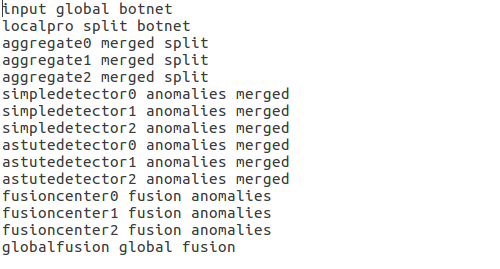 input global botnet
localpro split botnet
aggregate0 merged split
aggregate1 merged split
aggregate2 merged split
simpledetector0 anomalies merged
simpledetector1 anomalies merged
simpledetector2 anomalies merged
astutedetector0 anomalies merged
astutedetector1 anomalies merged
astutedetector2 anomalies merged
fusioncenter0 fusion anomalies
fusioncenter1 fusion anomalies
fusioncenter2 fusion anomalies
globalfusion global fusion